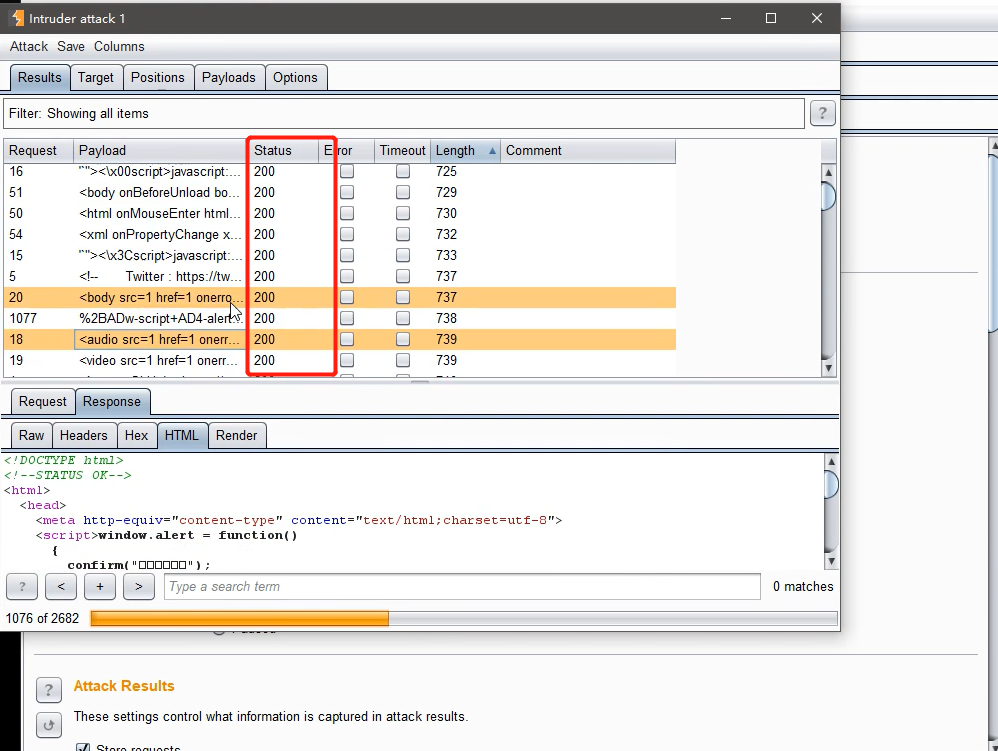 Intruder attack 1
Attack Save Columns
Results Target Positions Payloads Options
Filter: Showing all items ?
Request Payload Status Error Timeout Length Comment
16 "`"><\x00script>javascript:... 200 725
51 <body onBeforeUnload bo... 200 729
50 <html onMouseEnter html... 200 730
54 <xml onPropertyChange x... 200 732
15 "`"><\x3Cscript>javascript:... 200 733
5 <!-- Twitter : https://tw... 200 737
20 <body src=1 href=1 onerro... 200 737
1077 %2BADw-script+AD4-alert... 200 738
18 <audio src=1 href=1 onerr... 200 739
19 <video src=1 href=1 onerr... 200 739
Request Response
Raw Headers Hex HTML Render
<!DOCTYPE html>
<!--STATUS OK-->
<html>
<head>
<meta http-equiv="content-type" content="text/html;charset=utf-8">
<script>window.alert = function()
{
confirm("□□□□□□");
? < + > Type a search term 0 matches
1076 of 2682
? Attack Results
These settings control what information is captured in attack results.
Store requests